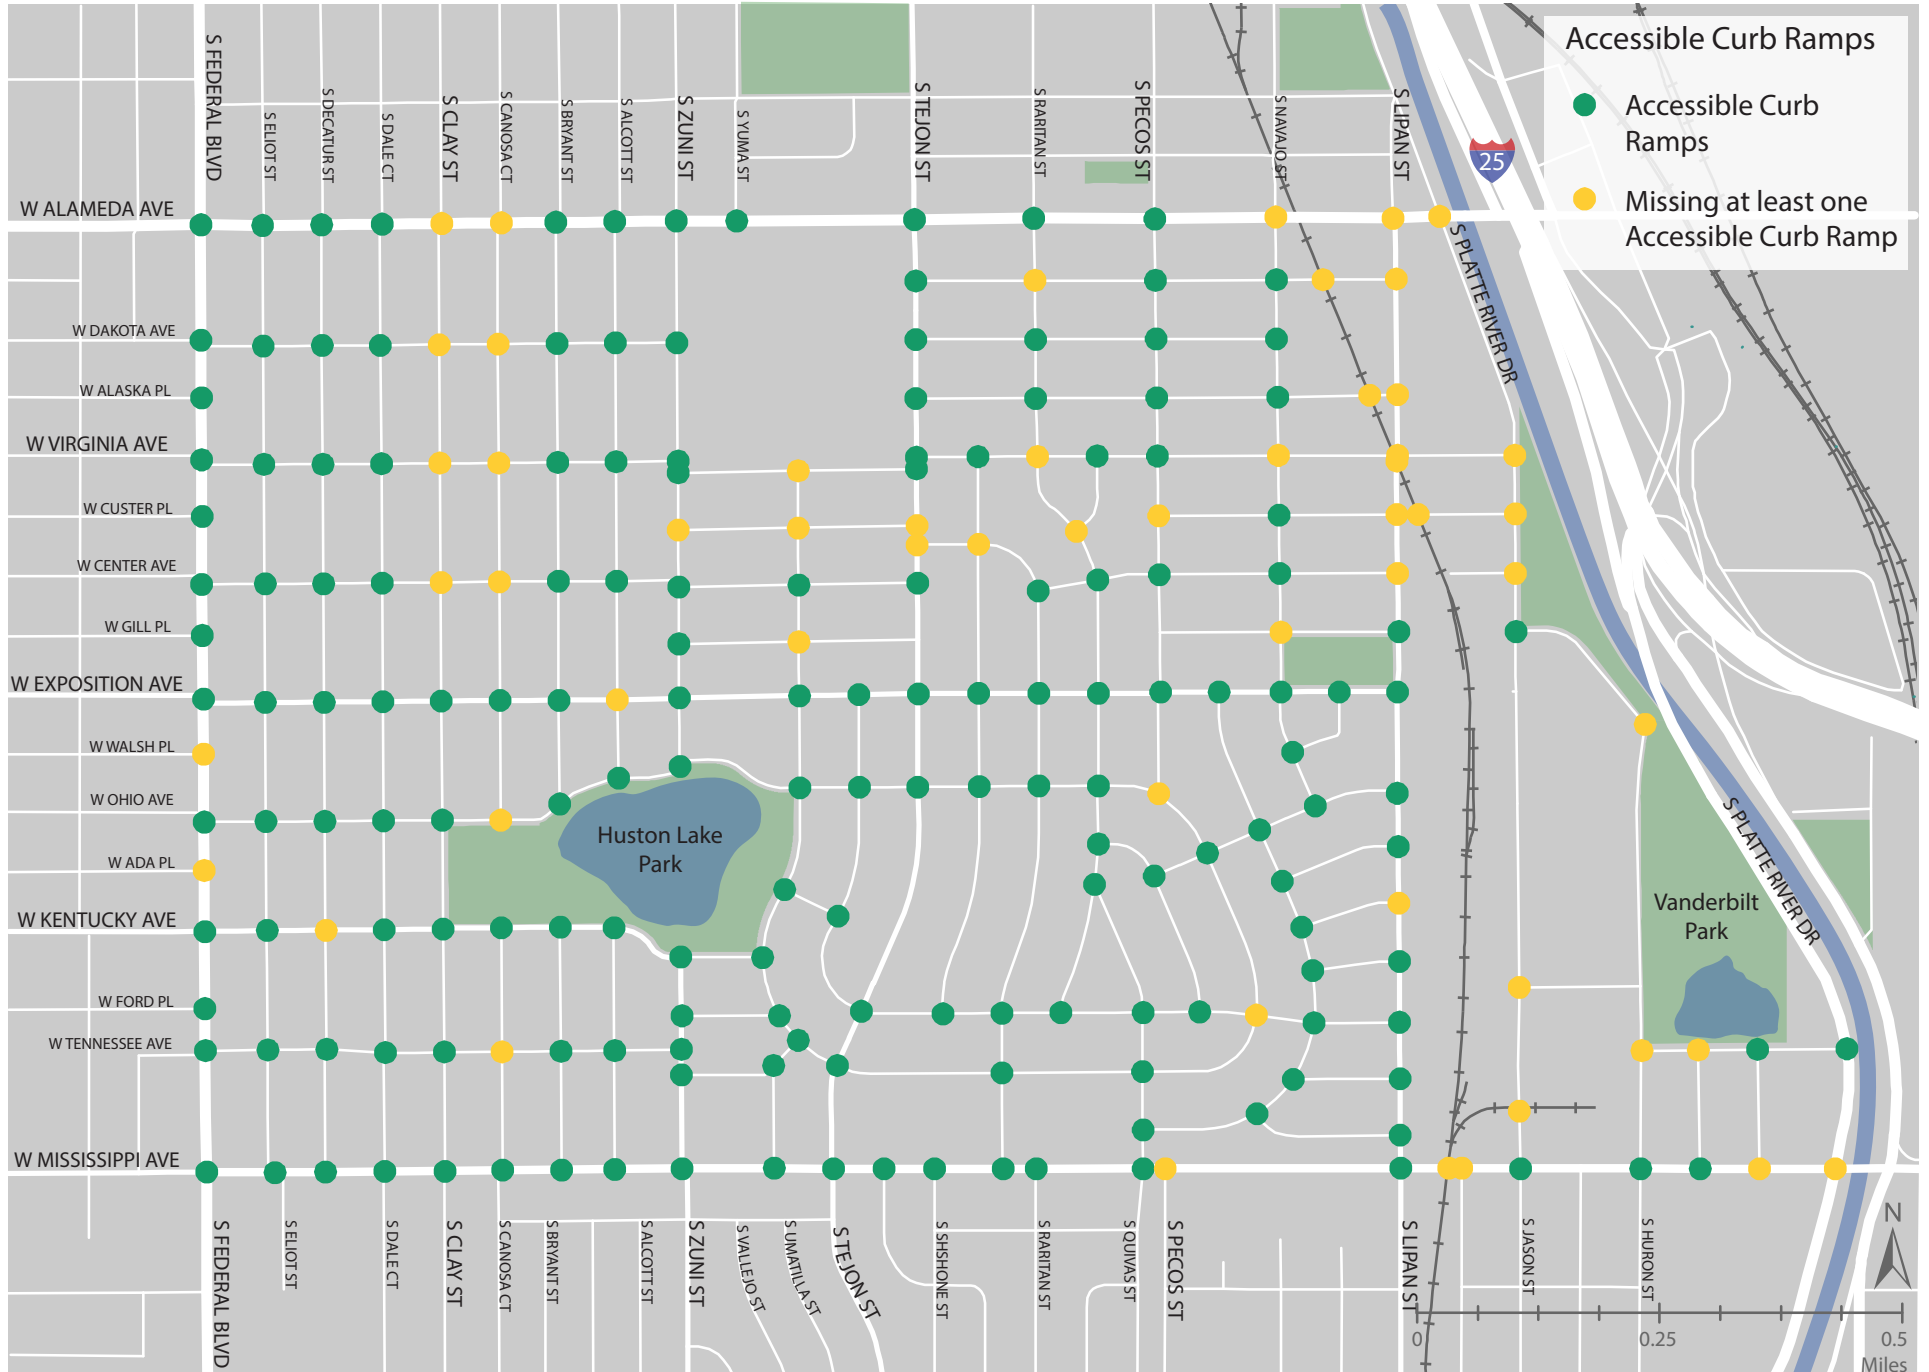 Accessible Curb Ramps
Accessible Curb
Ramps
Missing at least one
Accessible Curb Ramp
25
S FEDERAL BLVD
S ELIOT ST
S DECATUR ST
S DALE CT
S CLAY ST
S CANOSA CT
S BRYANT ST
S ALCOTT ST
S ZUNI ST
S YUMA ST
S TEJON ST
S RARITAN ST
S PECOS ST
S NAVAJO ST
S LIPAN ST
S PLATTE RIVER DR
W ALAMEDA AVE
W DAKOTA AVE
W ALASKA PL
W VIRGINIA AVE
W CUSTER PL
W CENTER AVE
W GILL PL
W EXPOSITION AVE
W WALSH PL
W OHIO AVE
W ADA PL
W KENTUCKY AVE
W FORD PL
W TENNESSEE AVE
W MISSISSIPPI AVE
Huston Lake
Park
Vanderbilt
Park
S PLATTE RIVER DR
S FEDERAL BLVD
S ELIOT ST
S DALE CT
S CLAY ST
S CANOSA CT
S BRYANT ST
S ALCOTT ST
S ZUNI ST
S VALLEJO ST
S UMATILLA ST
S TEJON ST
S SHSHONE ST
S RARITAN ST
S QUIVAS ST
S PECOS ST
S LIPAN ST
S JASON ST
S HURON ST
N
0
0.25
0.5
Miles